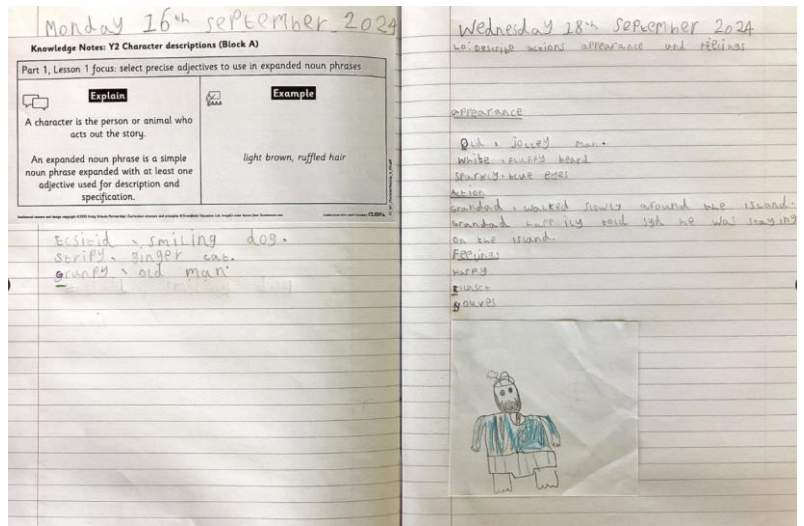 Monday 16th September 2024
Knowledge Notes: Y2 Character descriptions (Block A)
Part 1, Lesson 1 focus: select precise adjectives to use in expanded noun phrases
Explain
A character is the person or animal who
acts out the story.
An expanded noun phrase is a simple
noun phrase expanded with at least one
adjective used for description and
specification.
Example
light brown, ruffled hair
Ecsitid, smiling dog.
Stripy, ginger cat.
Grumpy, old man.
Wednesday 18th September 2024
LO: Describe actions appearance and feelings
appearance
Old, jolley man.
White, fluffy beard
Sparkly, blue eyes
Action
Grandad, walked slowly around the island.
Grandad happily told syd he was staying
on the island.
Feelings
Happy